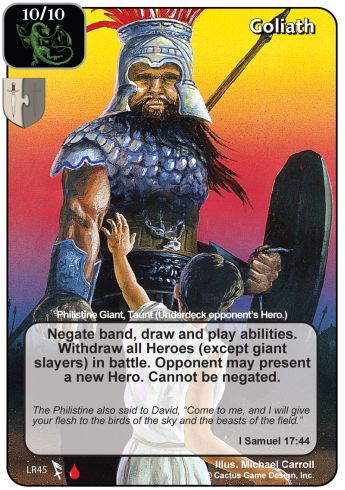 10/10
Goliath
Philistine Giant, Taunt (Underdeck opponent's Hero.)
Negate band, draw and play abilities.
Withdraw all Heroes (except giant
slayers) in battle. Opponent may present
a new Hero. Cannot be negated.
The Philistine also said to David, "Come to me, and I will give
your flesh to the birds of the sky and the beasts of the field."
I Samuel 17:44
LR45
Illus. Michael Carroll
© Cactus Game Design, Inc.